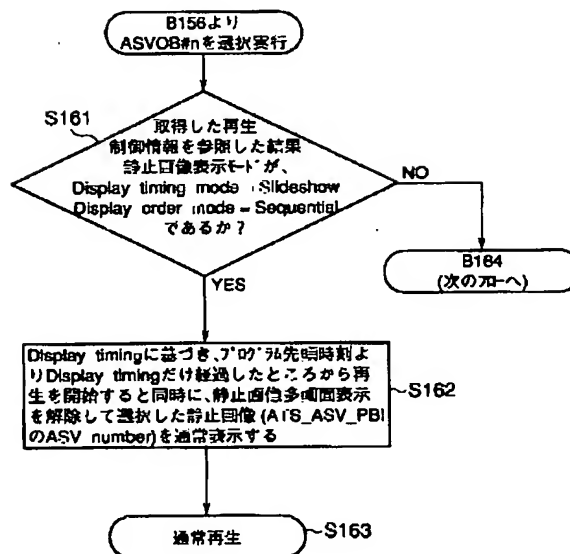 B156より
ASVOB#nを選択実行
S161
取得した再生
制御情報を参照した結果
静止画像表示モードが、
Display timing mode = Slideshow
Display order mode = Sequential
であるか?
NO
B164
(次のフローへ)
YES
Display timingに基づき、プログラム先頭時刻よ
りDisplay timingだけ経過したところから再
生を開始すると同時に、静止画像多画面表示
を解除して選択した静止画像 (ATS_ASV_PBI
のASV number)を通常表示する
S162
通常再生
S163